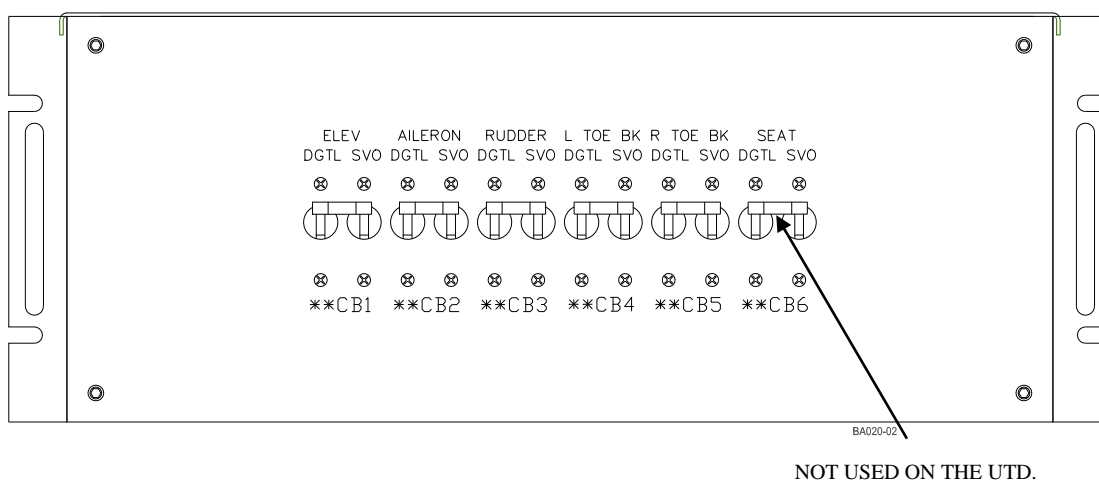 ELEV AILERON RUDDER L TOE BK R TOE BK SEAT
DGTL SVO DGTL SVO DGTL SVO DGTL SVO DGTL SVO DGTL SVO
**CB1 **CB2 **CB3 **CB4 **CB5 **CB6
BA020-02
NOT USED ON THE UTD.